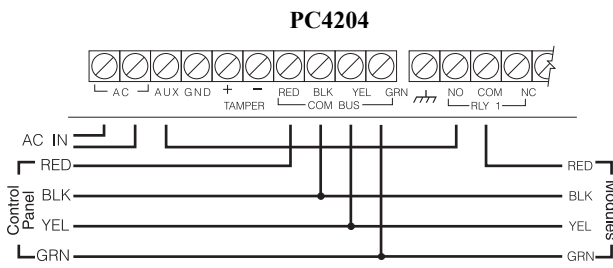 PC4204
AC AUX GND + − RED BLK YEL GRN NO COM NC
TAMPER COM BUS RLY 1
AC IN
RED RED
BLK BLK
YEL YEL
GRN GRN
Control
Panel
Modules